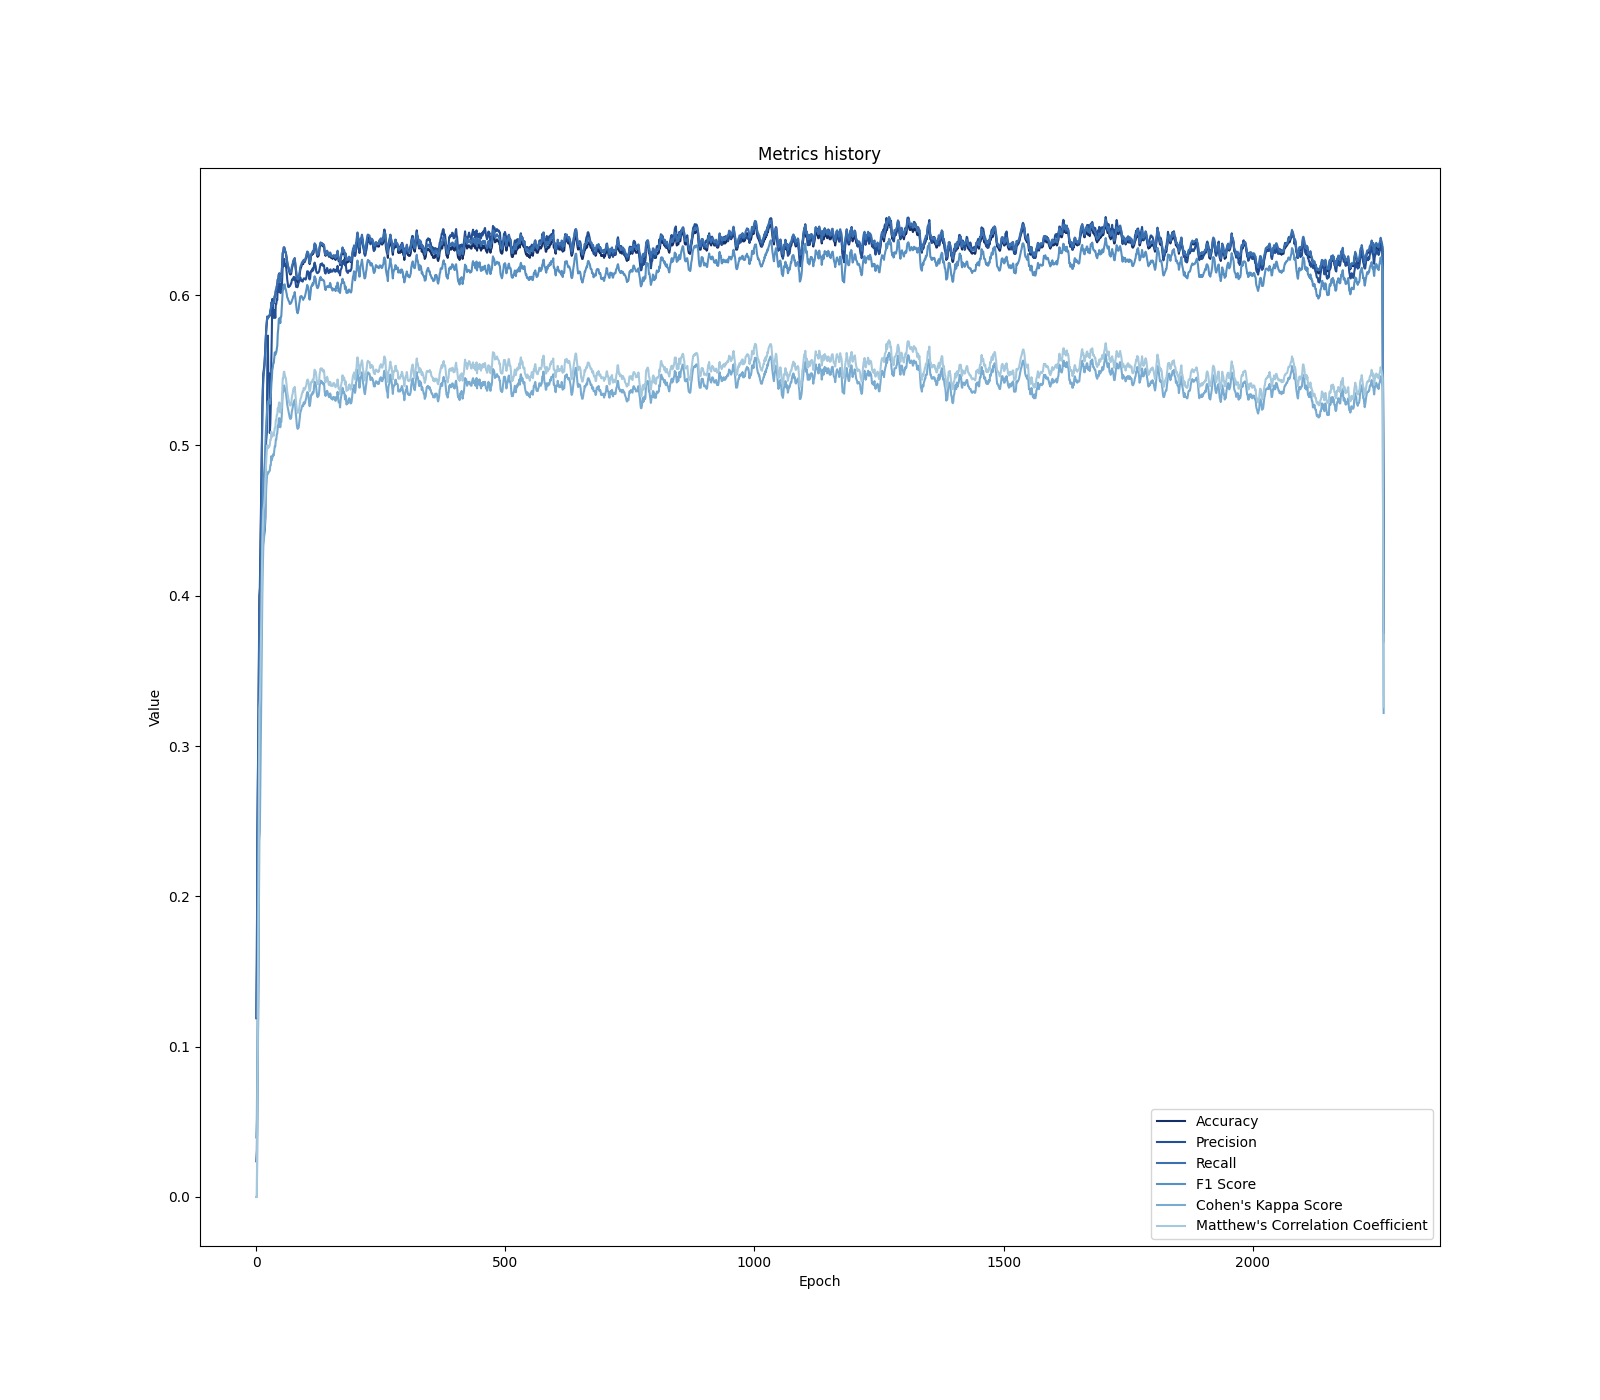 Metrics history
Value
0.6
0.5
0.4
0.3
0.2
0.1
0.0
0
500
1000
1500
2000
Epoch
Accuracy
Precision
Recall
F1 Score
Cohen's Kappa Score
Matthew's Correlation Coefficient